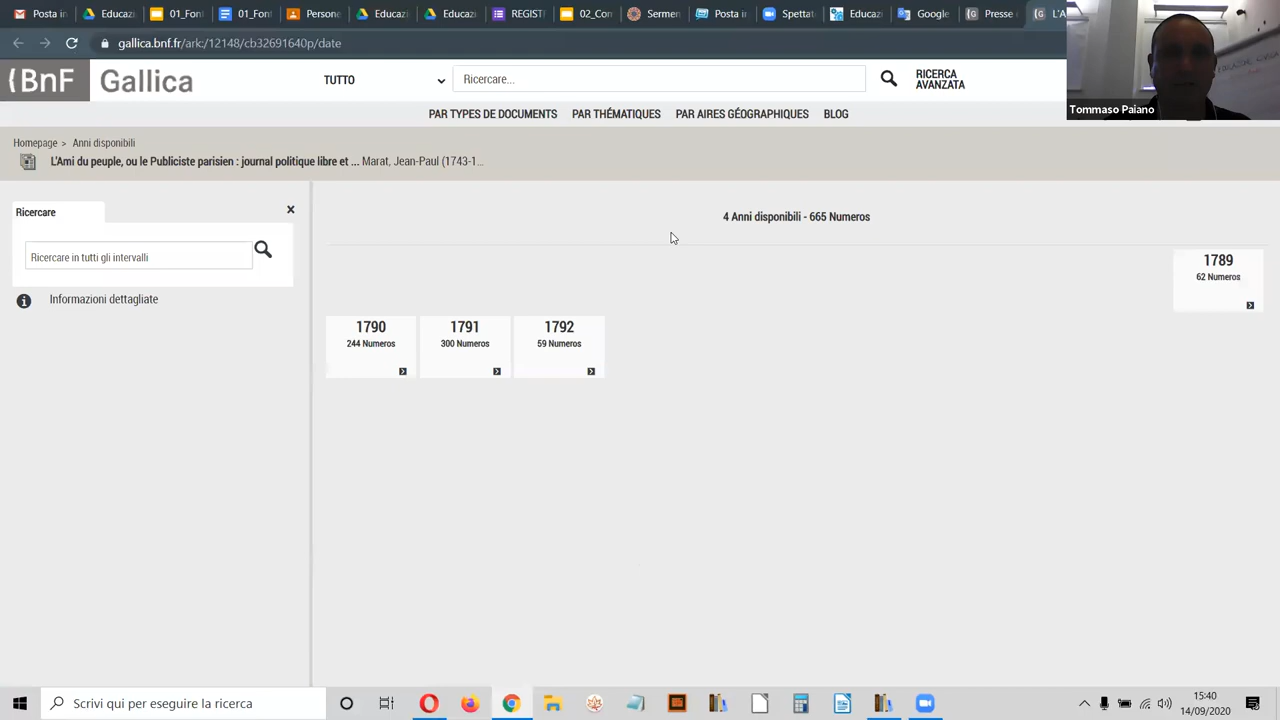 Posta in
01_Font
01_Font
Persone
Educaz
Educaz
REGIST
02_Con
Sermen
Posta in
Spettat
Educaz
Google
Presse
L'A
gallica.bnf.fr/ark:/12148/cb32691640p/date
{BnF Gallica
TUTTO
Ricercare...
RICERCA
AVANZATA
Tommaso Paiano
PAR TYPES DE DOCUMENTS PAR THÉMATIQUES PAR AIRES GÉOGRAPHIQUES BLOG
Homepage > Anni disponibili
L'Ami du peuple, ou le Publiciste parisien : journal politique libre et ... Marat, Jean-Paul (1743-1...
Ricercare
Ricercare in tutti gli intervalli
Informazioni dettagliate
4 Anni disponibili - 665 Numeros
1789
62 Numeros
1790
244 Numeros
1791
300 Numeros
1792
59 Numeros
Scrivi qui per eseguire la ricerca
15:40
14/09/2020